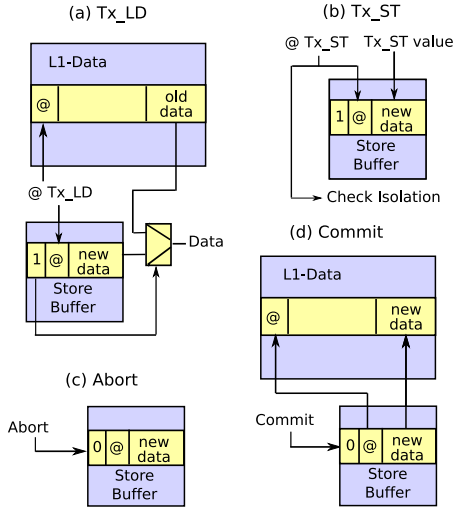 (a) Tx_LD
L1-Data
@
old
data
@ Tx_LD
1 @ new
data
Store
Buffer
Data
(b) Tx_ST
@ Tx_ST Tx_ST value
1 @ new
data
Store
Buffer
Check Isolation
(c) Abort
Abort
0 @ new
data
Store
Buffer
(d) Commit
L1-Data
@ new
data
Commit
0 @ new
data
Store
Buffer